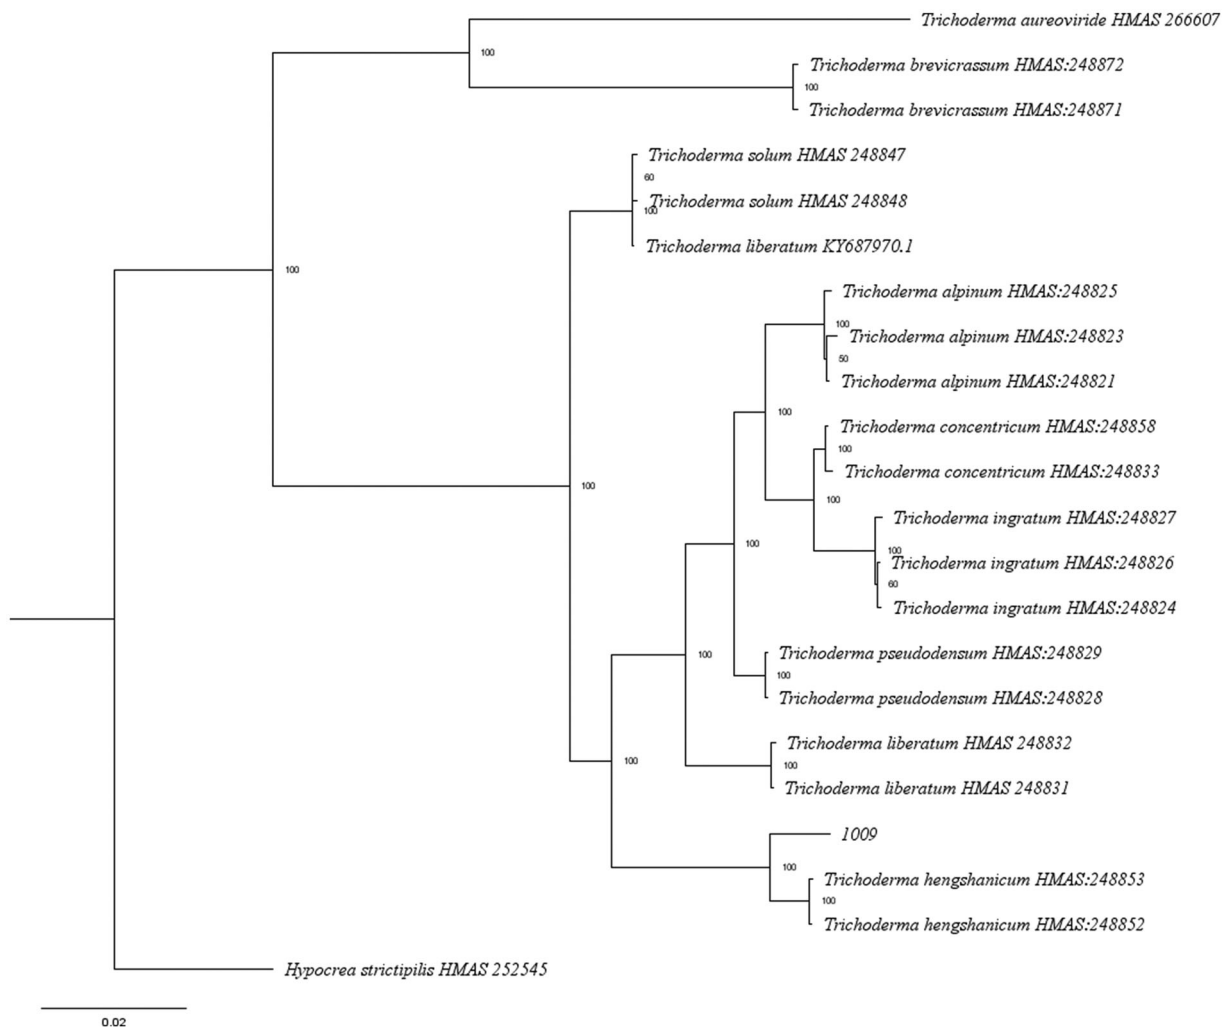 Trichoderma aureoviride HMAS 266607
100
Trichoderma brevicrassum HMAS:248872
100
Trichoderma brevicrassum HMAS:248871
Trichoderma solum HMAS 248847
60
Trichoderma solum HMAS 248848
100
Trichoderma liberatum KY687970.1
100
Trichoderma alpinum HMAS:248825
100
Trichoderma alpinum HMAS:248823
50
Trichoderma alpinum HMAS:248821
100
Trichoderma concentricum HMAS:248858
100
Trichoderma concentricum HMAS:248833
100
100
Trichoderma ingratum HMAS:248827
100
Trichoderma ingratum HMAS:248826
60
Trichoderma ingratum HMAS:248824
100
Trichoderma pseudodensum HMAS:248829
100
100
Trichoderma pseudodensum HMAS:248828
Trichoderma liberatum HMAS 248832
100
100
Trichoderma liberatum HMAS 248831
1009
100
Trichoderma hengshanicum HMAS:248853
100
Trichoderma hengshanicum HMAS:248852
Hypocrea strictipilis HMAS 252545
0.02